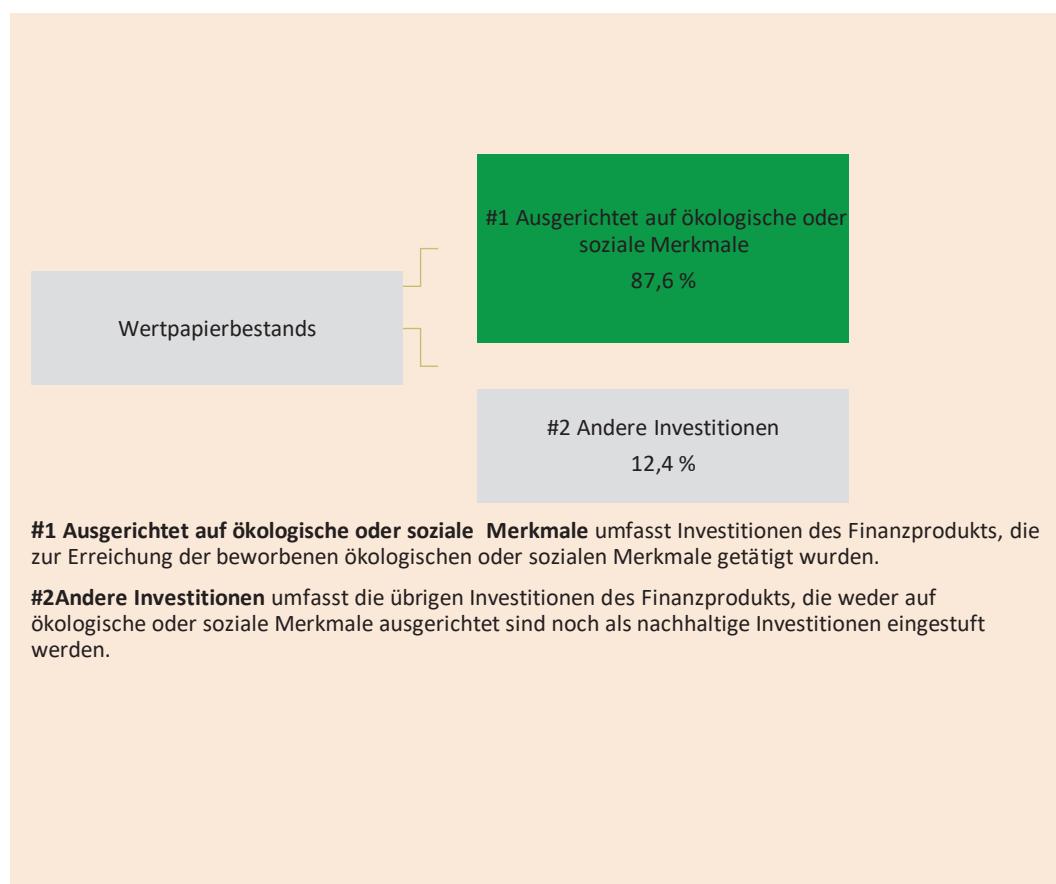 #1 Ausgerichtet auf ökologische oder
soziale Merkmale
87,6 %
Wertpapierbestands
#2 Andere Investitionen
12,4 %
#1 Ausgerichtet auf ökologische oder soziale  Merkmale umfasst Investitionen des Finanzprodukts, die
zur Erreichung der beworbenen ökologischen oder sozialen Merkmale getätigt wurden.
#2Andere Investitionen umfasst die übrigen Investitionen des Finanzprodukts, die weder auf
ökologische oder soziale Merkmale ausgerichtet sind noch als nachhaltige Investitionen eingestuft
werden.